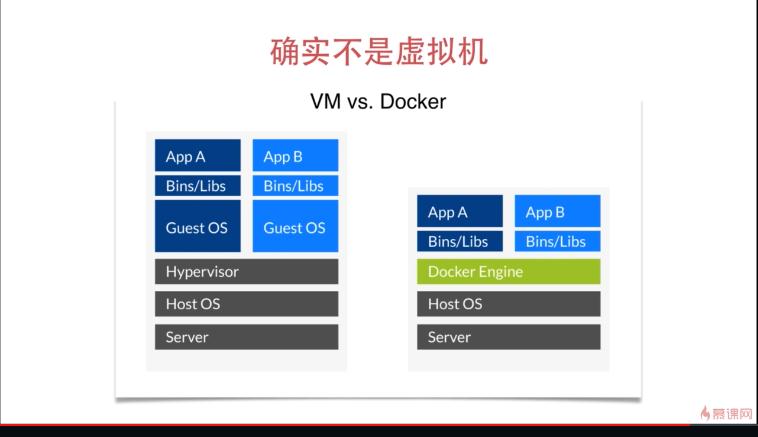 确实不是虚拟机
VM vs. Docker
App A
App B
Bins/Libs
Bins/Libs
Guest OS
Guest OS
Hypervisor
Host OS
Server
App A
App B
Bins/Libs
Bins/Libs
Docker Engine
Host OS
Server
慕课网